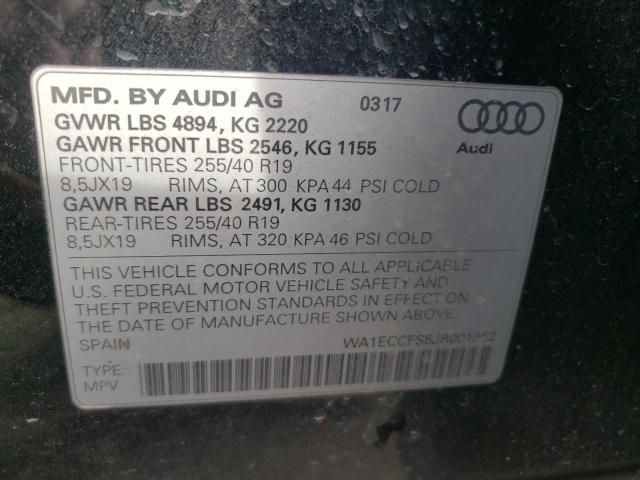 MFD. BY AUDI AG 0317
GVWR LBS 4894, KG 2220
GAWR FRONT LBS 2546, KG 1155
FRONT-TIRES 255/40 R19
8,5JX19 RIMS, AT 300 KPA 44 PSI COLD
GAWR REAR LBS 2491, KG 1130
REAR-TIRES 255/40 R19
8,5JX19 RIMS, AT 320 KPA 46 PSI COLD
Audi
THIS VEHICLE CONFORMS TO ALL APPLICABLE
U.S. FEDERAL MOTOR VEHICLE SAFETY AND
THEFT PREVENTION STANDARDS IN EFFECT ON
THE DATE OF MANUFACTURE SHOWN ABOVE.
SPAIN WA1ECCFS5JR001952
TYPE:
MPV